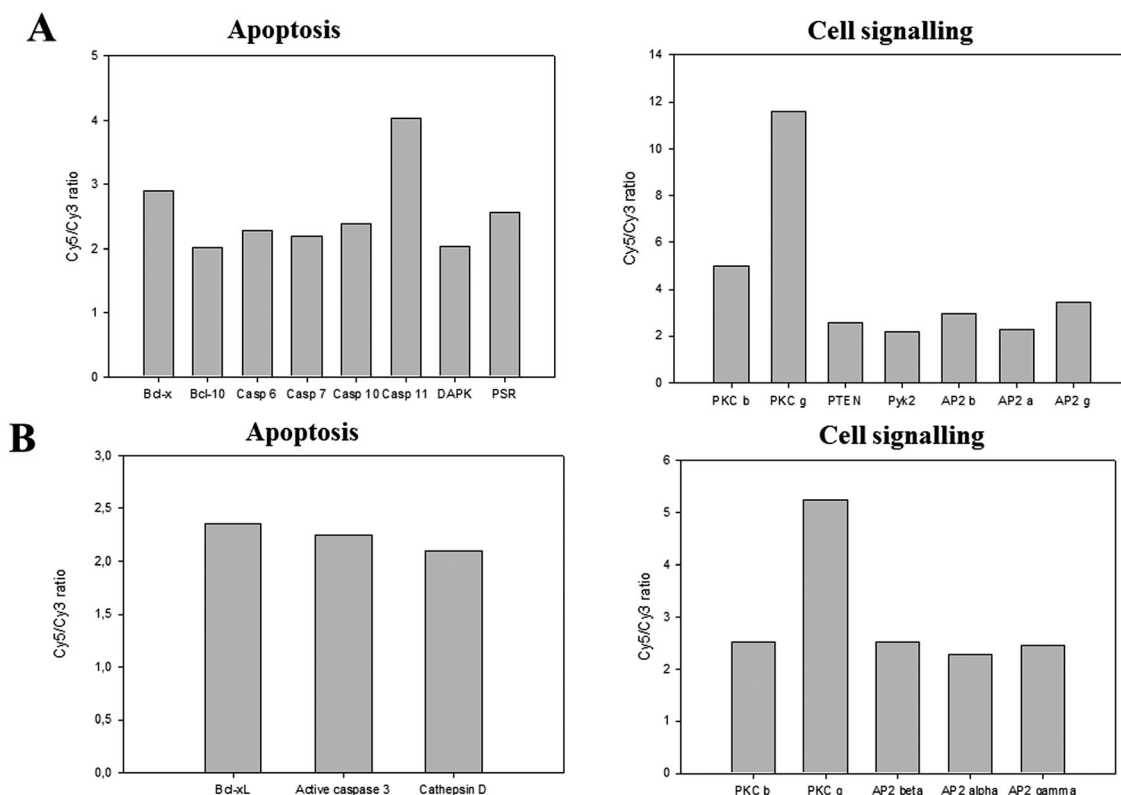 A
Apoptosis
Cell signalling
5
4
3
2
1
0
Cy5/Cy3 ratio
Bcl-x Bcl-10 Casp 6 Casp 7 Casp 10 Casp 11 DAPK PSR
14
12
10
8
6
4
2
0
Cy5/Cy3 ratio
PKC b PKC g PTEN Pyk2 AP2 b AP2 a AP2 g
B
Apoptosis
Cell signalling
3,0
2,5
2,0
1,5
1,0
0,5
0,0
Cy5/Cy3 ratio
Bcl-xL Active caspase 3 Cathepsin D
6
5
4
3
2
1
0
Cy5/Cy3 ratio
PKC b PKC g AP2 beta AP2 alpha AP2 gamma